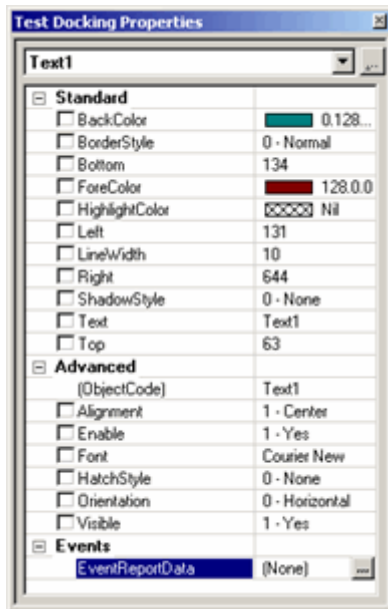 Test Docking Properties
Text1
Standard
BackColor 0.128...
BorderStyle 0 - Normal
Bottom 134
ForeColor 128.0.0
HighlightColor Nil
Left 131
LineWidth 10
Right 644
ShadowStyle 0 - None
Text Text1
Top 63
Advanced
(ObjectCode) Text1
Alignment 1 - Center
Enable 1 - Yes
Font Courier New
HatchStyle 0 - None
Orientation 0 - Horizontal
Visible 1 - Yes
Events
EventReportData (None) ...